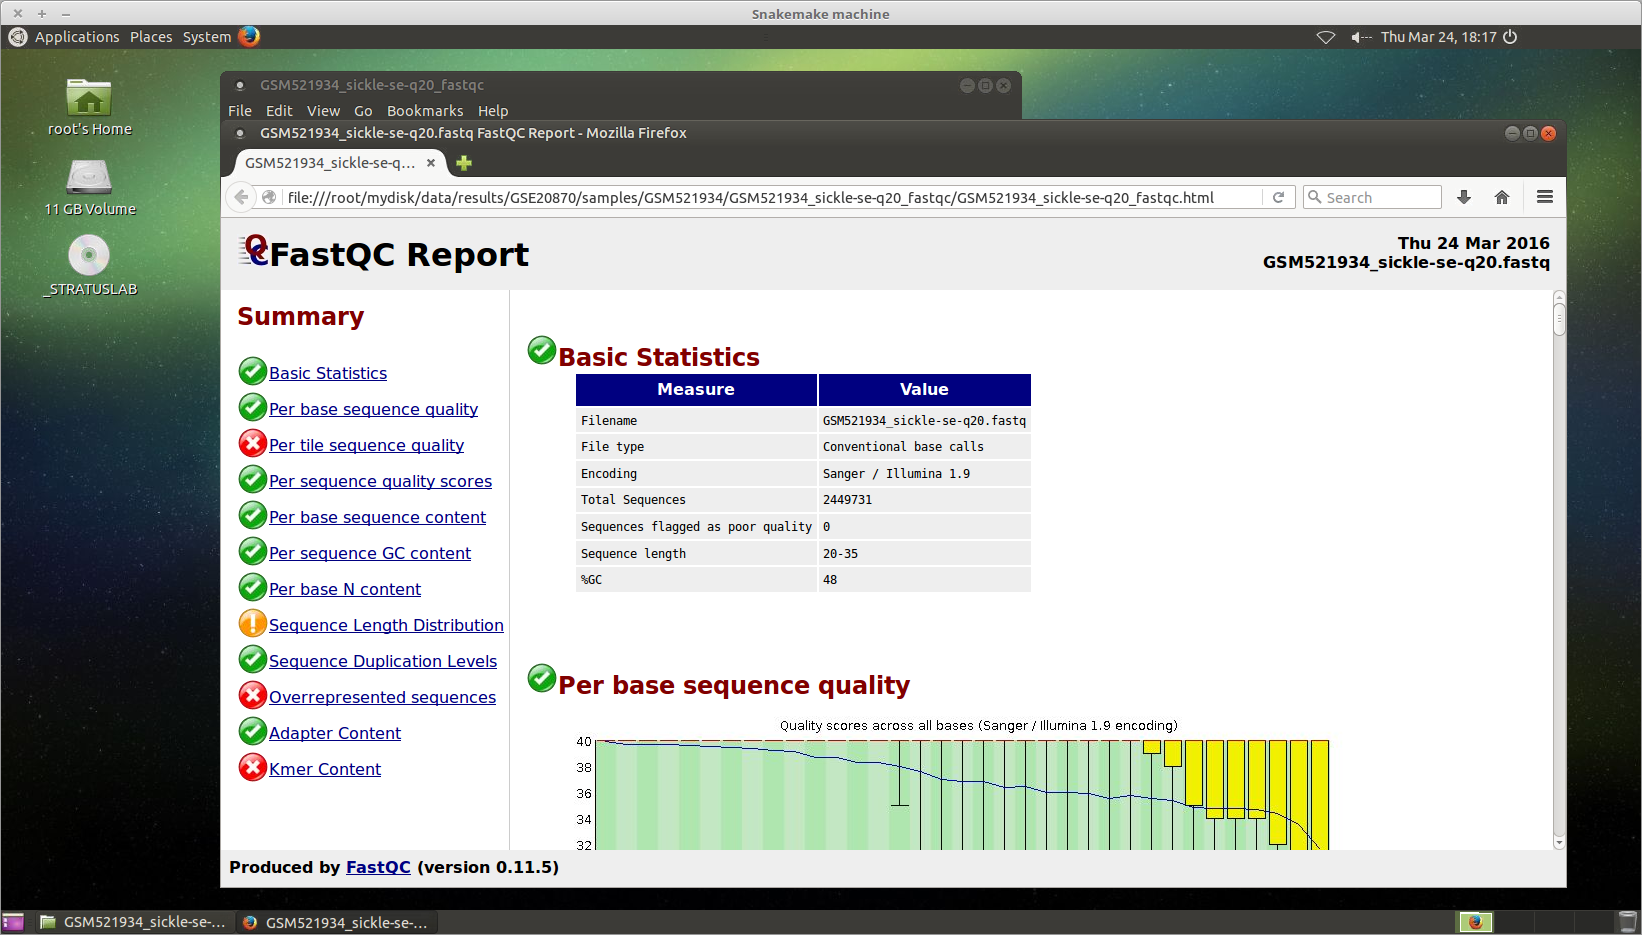 Snakemake machine
Applications Places System
Thu Mar 24, 18:17
root's Home
11 GB Volume
_STRATUSLAB
GSM521934_sickle-se-q20_fastqc
File Edit View Go Bookmarks Help
GSM521934_sickle-se-q20.fastq FastQC Report - Mozilla Firefox
GSM521934_sickle-se-q...
file:///root/mydisk/data/results/GSE20870/samples/GSM521934/GSM521934_sickle-se-q20_fastqc/GSM521934_sickle-se-q20_fastqc.html
Search
FastQC Report
Thu 24 Mar 2016
GSM521934_sickle-se-q20.fastq
Summary
Basic Statistics
Per base sequence quality
Per tile sequence quality
Per sequence quality scores
Per base sequence content
Per sequence GC content
Per base N content
Sequence Length Distribution
Sequence Duplication Levels
Overrepresented sequences
Adapter Content
Kmer Content
Basic Statistics
Measure Value
Filename GSM521934_sickle-se-q20.fastq
File type Conventional base calls
Encoding Sanger / Illumina 1.9
Total Sequences 2449731
Sequences flagged as poor quality 0
Sequence length 20-35
%GC 48
Per base sequence quality
Quality scores across all bases (Sanger / Illumina 1.9 encoding)
40
38
36
34
32
Produced by FastQC (version 0.11.5)
GSM521934_sickle-se-...
GSM521934_sickle-se-...